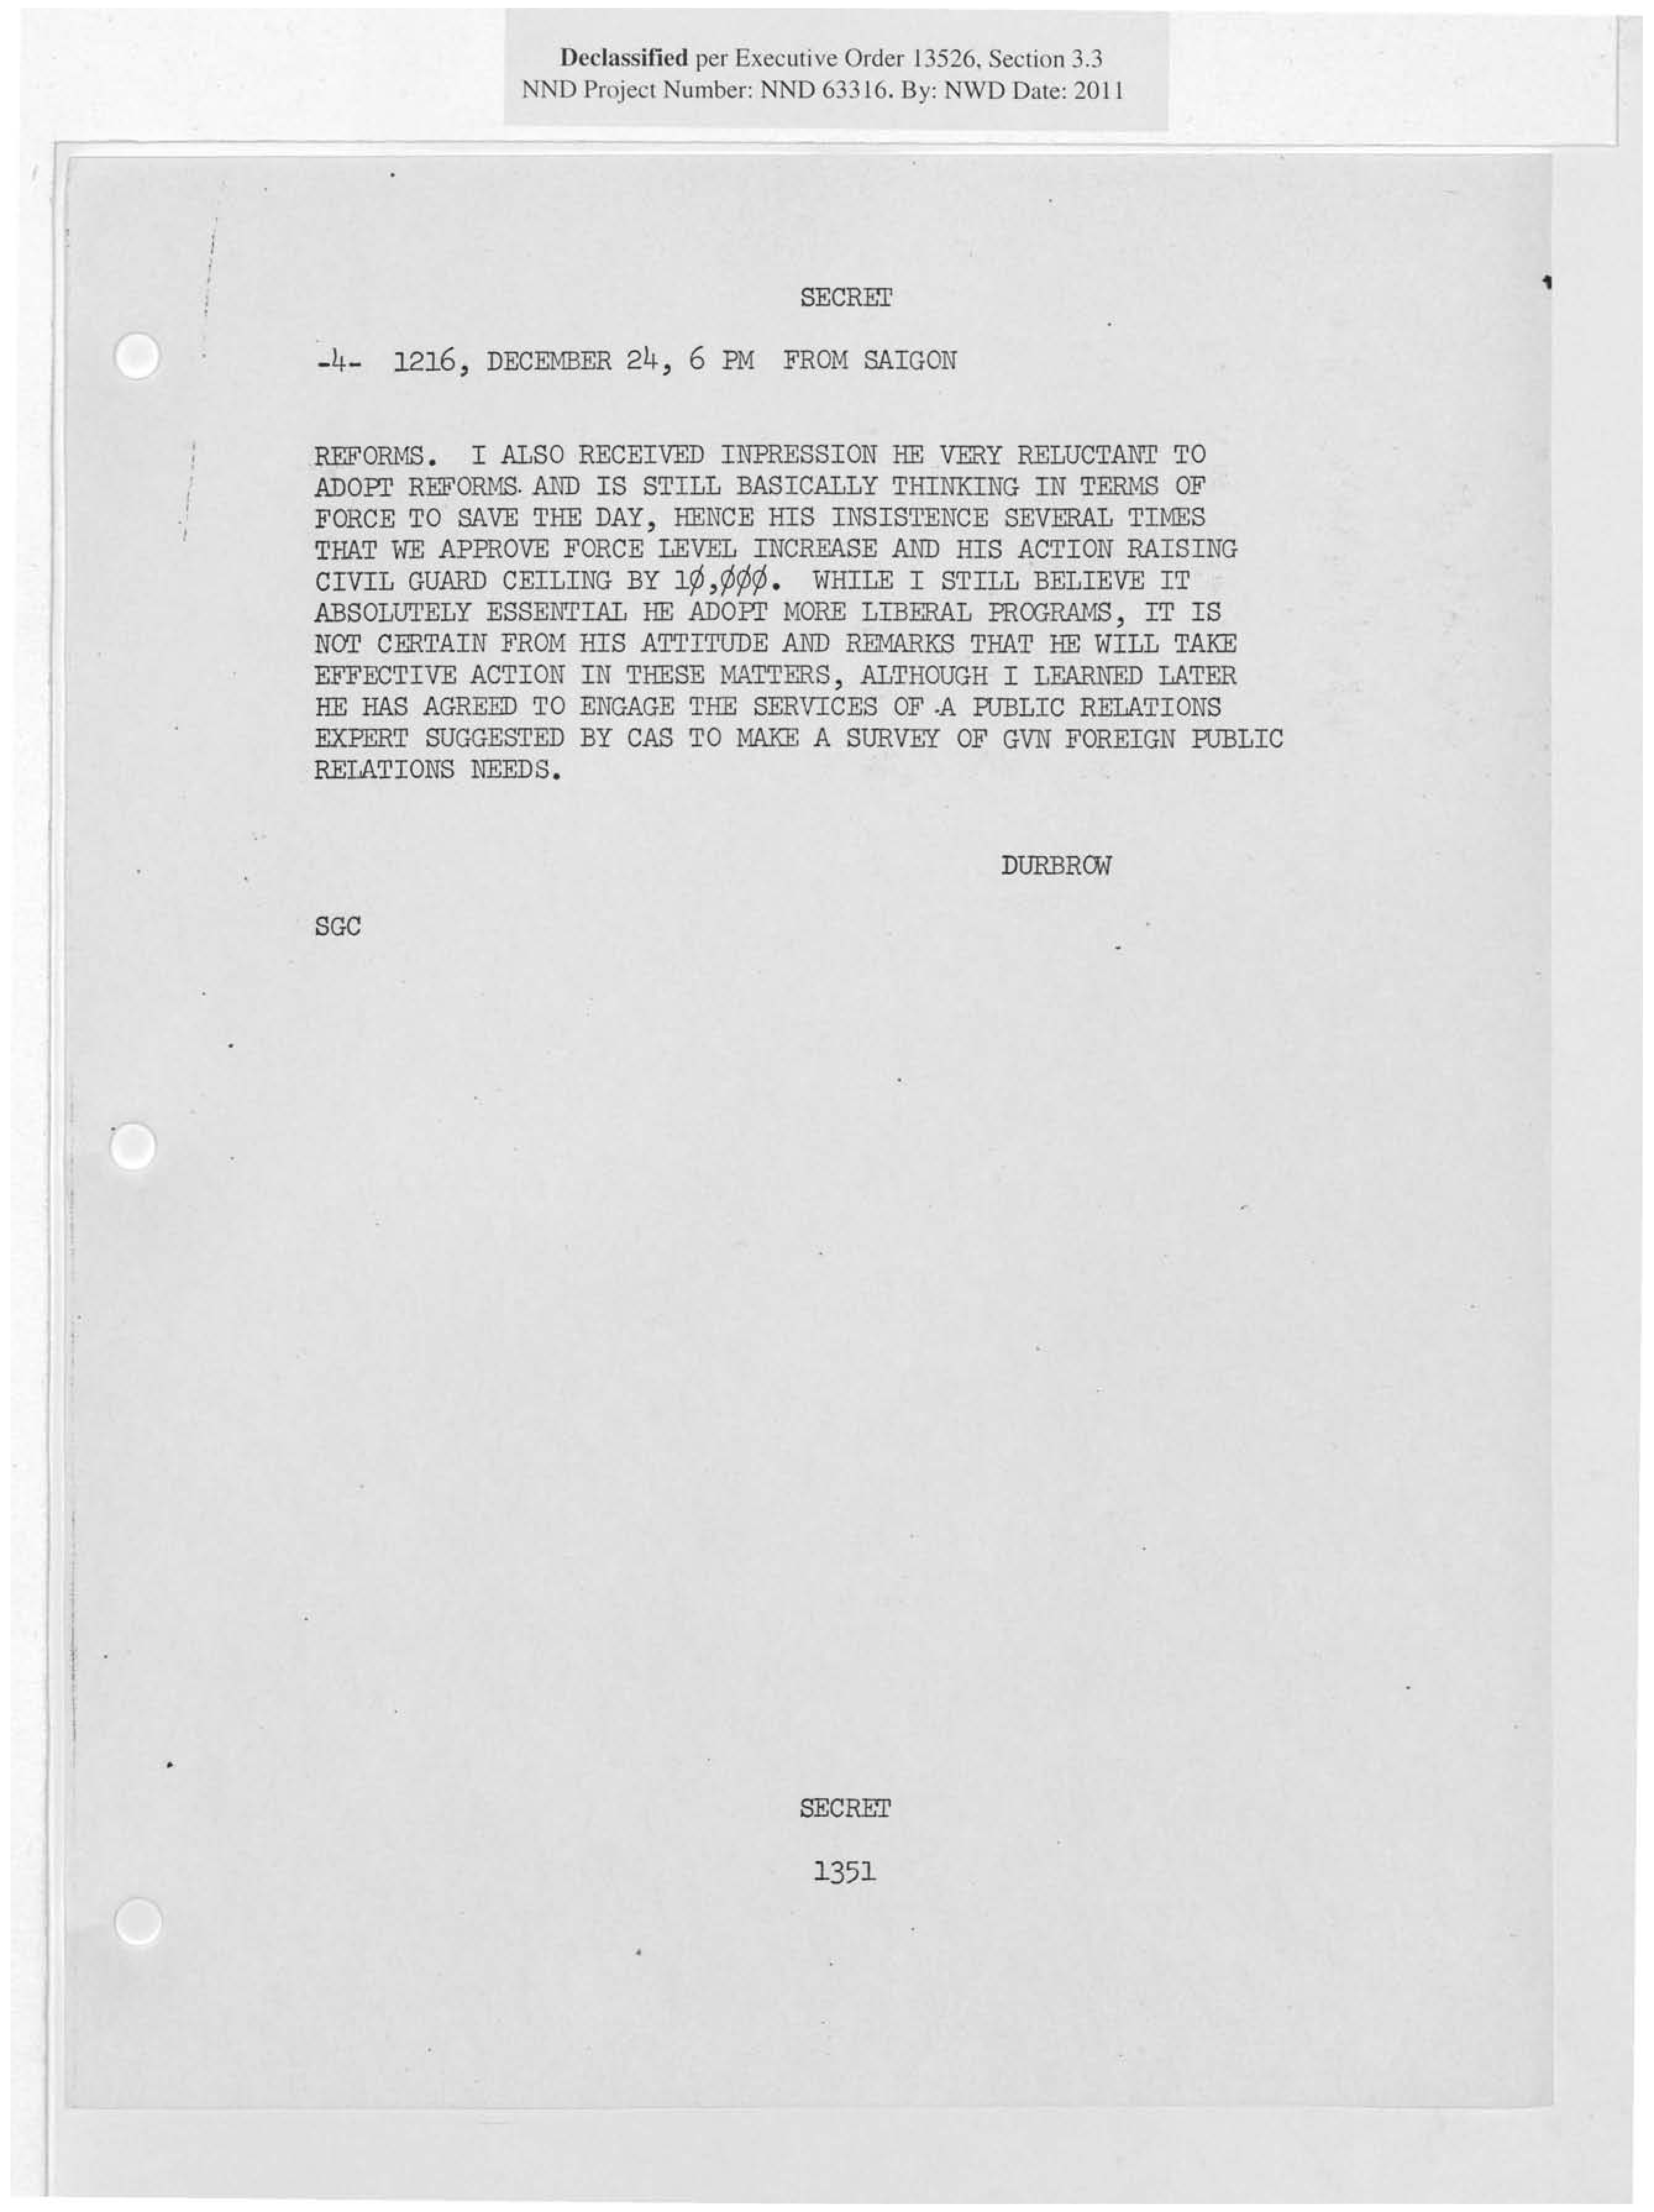 Declassified per Executive Order 13526, Section 3.3
NND Project Number: NND 63316. By: NWD Date: 2011
SECRET
-4- 1216, DECEMBER 24, 6 PM FROM SAIGON
REFORMS. I ALSO RECEIVED INPRESSION HE VERY RELUCTANT TO
ADOPT REFORMS. AND IS STILL BASICALLY THINKING IN TERMS OF
FORCE TO SAVE THE DAY, HENCE HIS INSISTENCE SEVERAL TIMES
THAT WE APPROVE FORCE LEVEL INCREASE AND HIS ACTION RAISING
CIVIL GUARD CEILING BY 1Ø,ØØØ. WHILE I STILL BELIEVE IT
ABSOLUTELY ESSENTIAL HE ADOPT MORE LIBERAL PROGRAMS, IT IS
NOT CERTAIN FROM HIS ATTITUDE AND REMARKS THAT HE WILL TAKE
EFFECTIVE ACTION IN THESE MATTERS, ALTHOUGH I LEARNED LATER
HE HAS AGREED TO ENGAGE THE SERVICES OF A PUBLIC RELATIONS
EXPERT SUGGESTED BY CAS TO MAKE A SURVEY OF GVN FOREIGN PUBLIC
RELATIONS NEEDS.
DURBROW
SGC
SECRET
1351